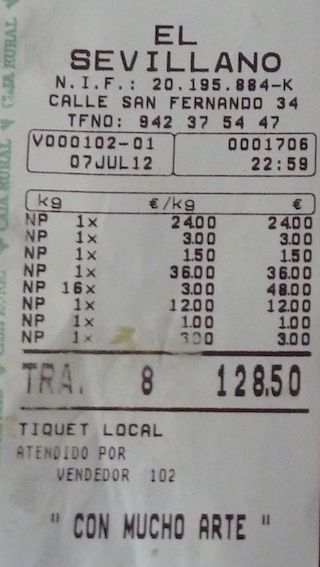 EL
SEVILLANO
N.I.F.: 20.195.884-K
CALLE SAN FERNANDO 34
TFNO: 942 37 54 47
V000102-01 0001706
07JUL12 22:59
kg €/kg €
NP 1x 24.00 24.00
NP 1x 3.00 3.00
NP 1x 1.50 1.50
NP 1x 36.00 36.00
NP 16x 3.00 48.00
NP 1x 12.00 12.00
NP 1x 1.00 1.00
NP 1x 3.00 3.00
TRA. 8 128.50
TIQUET LOCAL
ATENDIDO POR
VENDEDOR 102
" CON MUCHO ARTE "
CAJA RURAL
CAJA RURAL